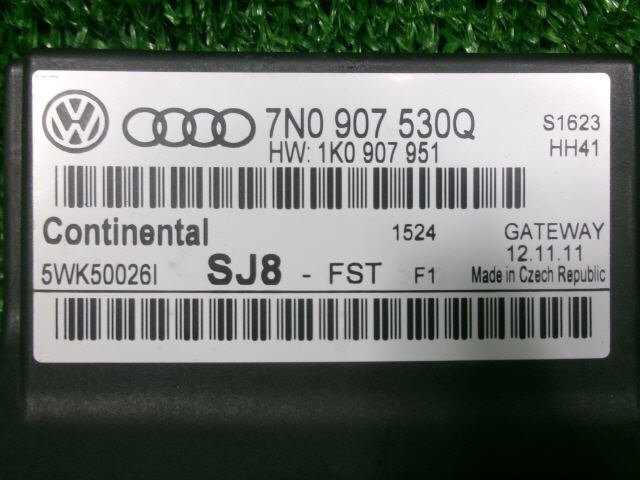 7N0 907 530Q S1623
HW: 1K0 907 951 HH41
Continental 1524 GATEWAY
12.11.11
5WK50026I SJ8 - FST F1 Made in Czech Republic